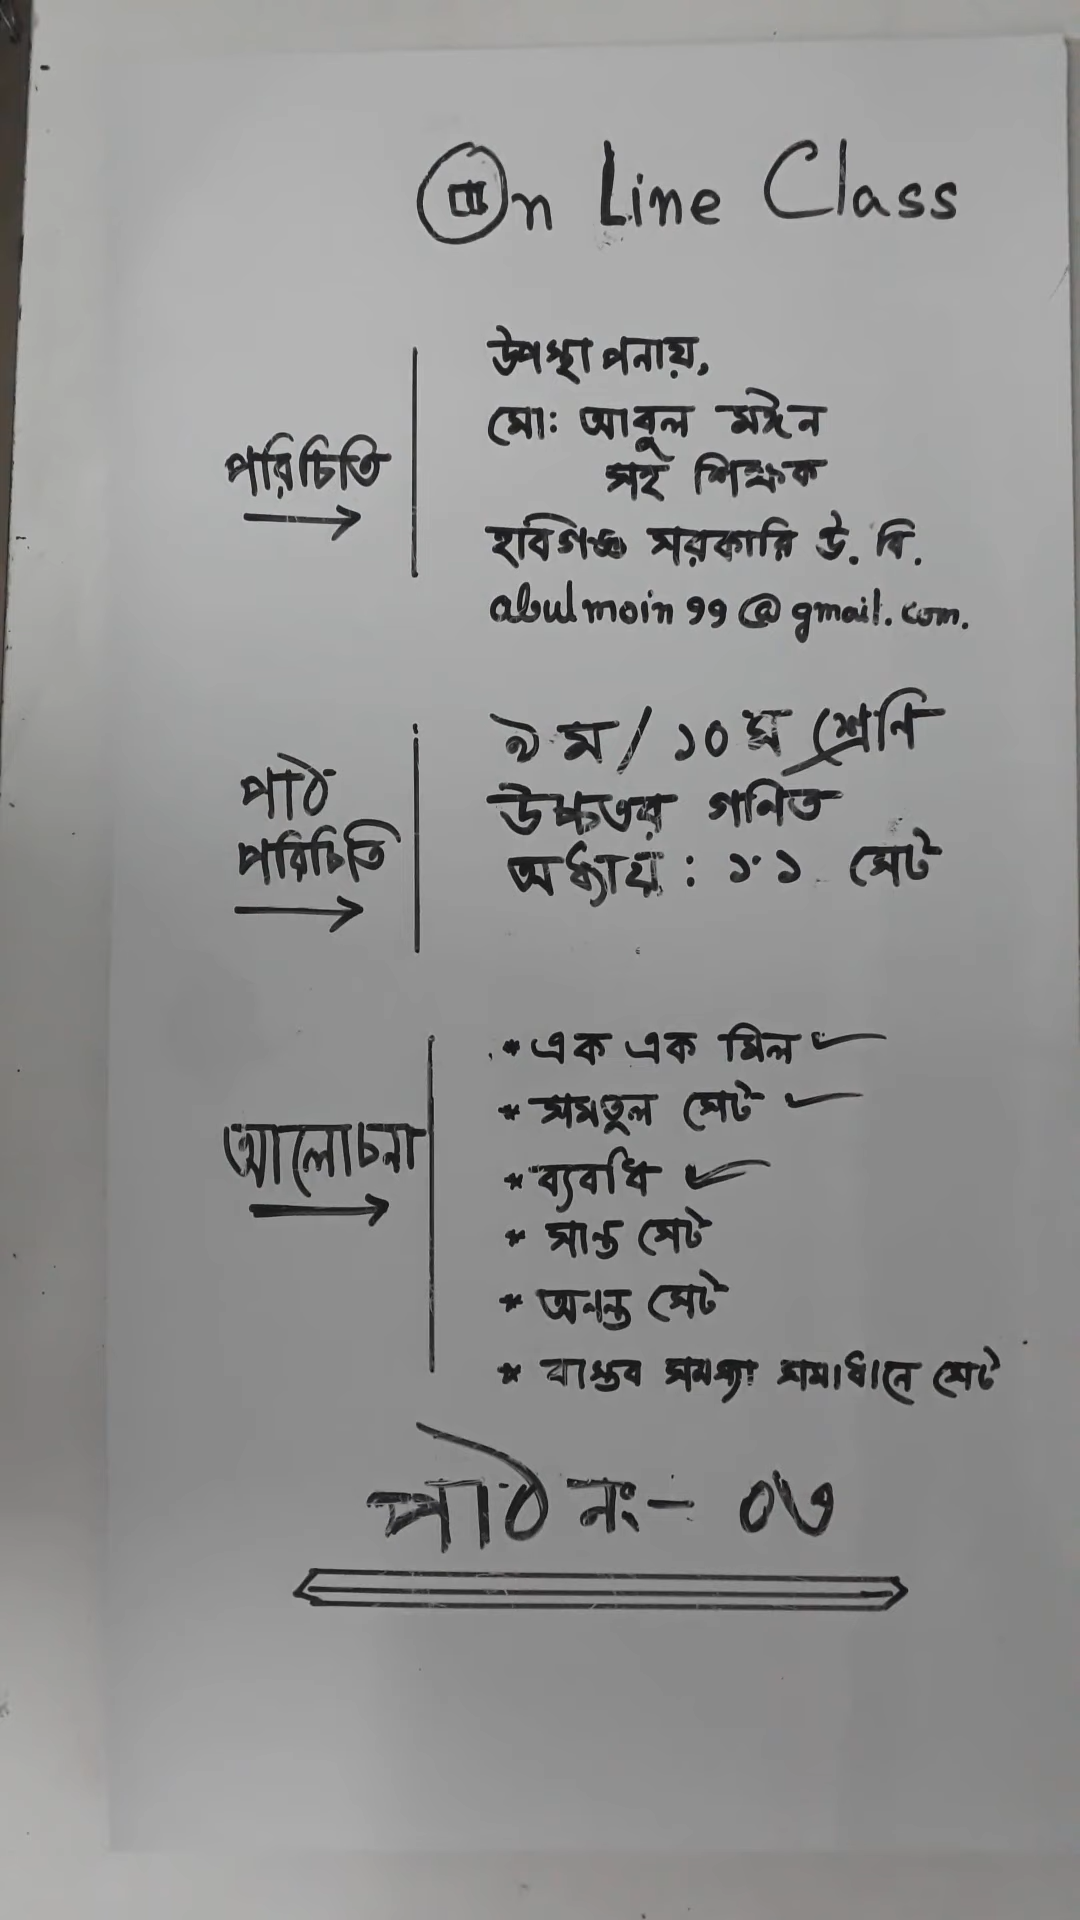 On Line Class
উপস্থাপনায়,
মো: আবুল মঈন
পরিচিতি
সহ শিক্ষক
হবিগঞ্জ সরকারি উ. বি.
abulmoin99@gmail.com.
৯ম/১০ম শ্রেণি
পাঠ
উচ্চতর গনিত
পরিচিতি
অধ্যায় : ১.১ সেট
* এক এক মিল
* সমতুল সেট
আলোচনা
* ব্যবধি
* সান্ত সেট
* অনন্ত সেট
* বাস্তব সমস্যা সমাধানে সেট
পাঠ নং - ০৩